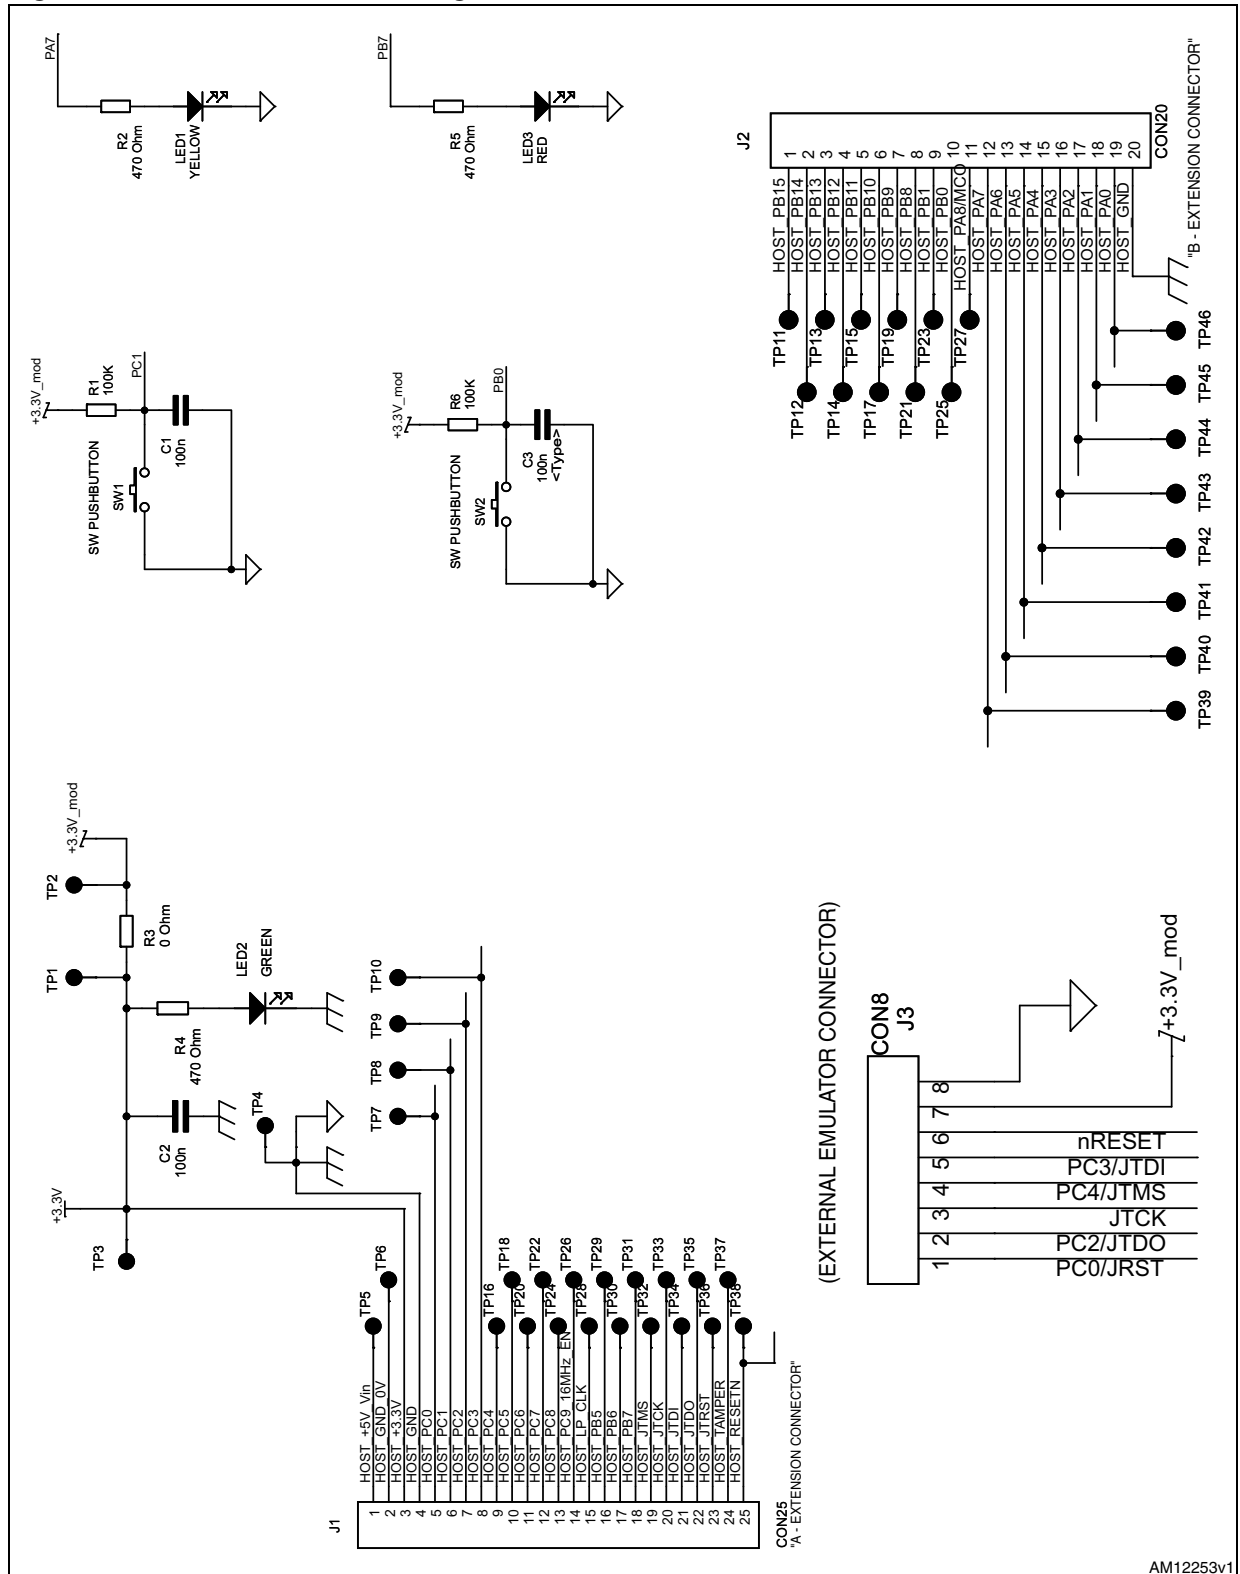 PA7
R2
470 Ohm
LED1
YELLOW
PB7
R5
470 Ohm
LED3
RED
J2
1
2
3
4
5
6
7
8
9
10
11
12
13
14
15
16
17
18
19
20
CON20
"B - EXTENSION CONNECTOR"
HOST_PB15
HOST_PB14
HOST_PB13
HOST_PB12
HOST_PB11
HOST_PB10
HOST_PB9
HOST_PB8
HOST_PB1
HOST_PB0
HOST_PA8/MCO
HOST_PA7
HOST_PA6
HOST_PA5
HOST_PA4
HOST_PA3
HOST_PA2
HOST_PA1
HOST_PA0
HOST_GND
TP11
TP12
TP13
TP14
TP15
TP17
TP19
TP21
TP23
TP25
TP27
TP46
TP45
TP44
TP43
TP42
TP41
TP40
TP39
+3.3V_mod
R1
100K
PC1
C1
100n
SW1
SW PUSHBUTTON
+3.3V_mod
R6
100K
PB0
C3
100n
<Type>
SW2
SW PUSHBUTTON
+3.3V_mod
TP2
R3
0 Ohm
TP1
LED2
GREEN
R4
470 Ohm
C2
100n
TP4
+3.3V
TP3
TP10
TP9
TP8
TP7
TP5
TP6
TP16
TP18
TP20
TP22
TP24
TP26
TP28
TP29
TP30
TP31
TP32
TP33
TP34
TP35
TP36
TP37
TP38
HOST_+5V_Vin
HOST_GND_0V
HOST_+3.3V
HOST_GND
HOST_PC0
HOST_PC1
HOST_PC2
HOST_PC3
HOST_PC4
HOST_PC5
HOST_PC6
HOST_PC7
HOST_PC8
HOST_PC9_16MHz_EN
HOST_LP_CLK
HOST_PB5
HOST_PB6
HOST_PB7
HOST_JTMS
HOST_JTCK
HOST_JTDI
HOST_JTDO
HOST_JTRST
HOST_TAMPER
HOST_RESETN
J1
1
2
3
4
5
6
7
8
9
10
11
12
13
14
15
16
17
18
19
20
21
22
23
24
25
CON25
"A - EXTENSION CONNECTOR"
(EXTERNAL EMULATOR CONNECTOR)
CON8
J3
8
7
6
5
4
3
2
1
+3.3V_mod
nRESET
PC3/JTDI
PC4/JTMS
JTCK
PC2/JTDO
PC0/JRST
AM12253v1